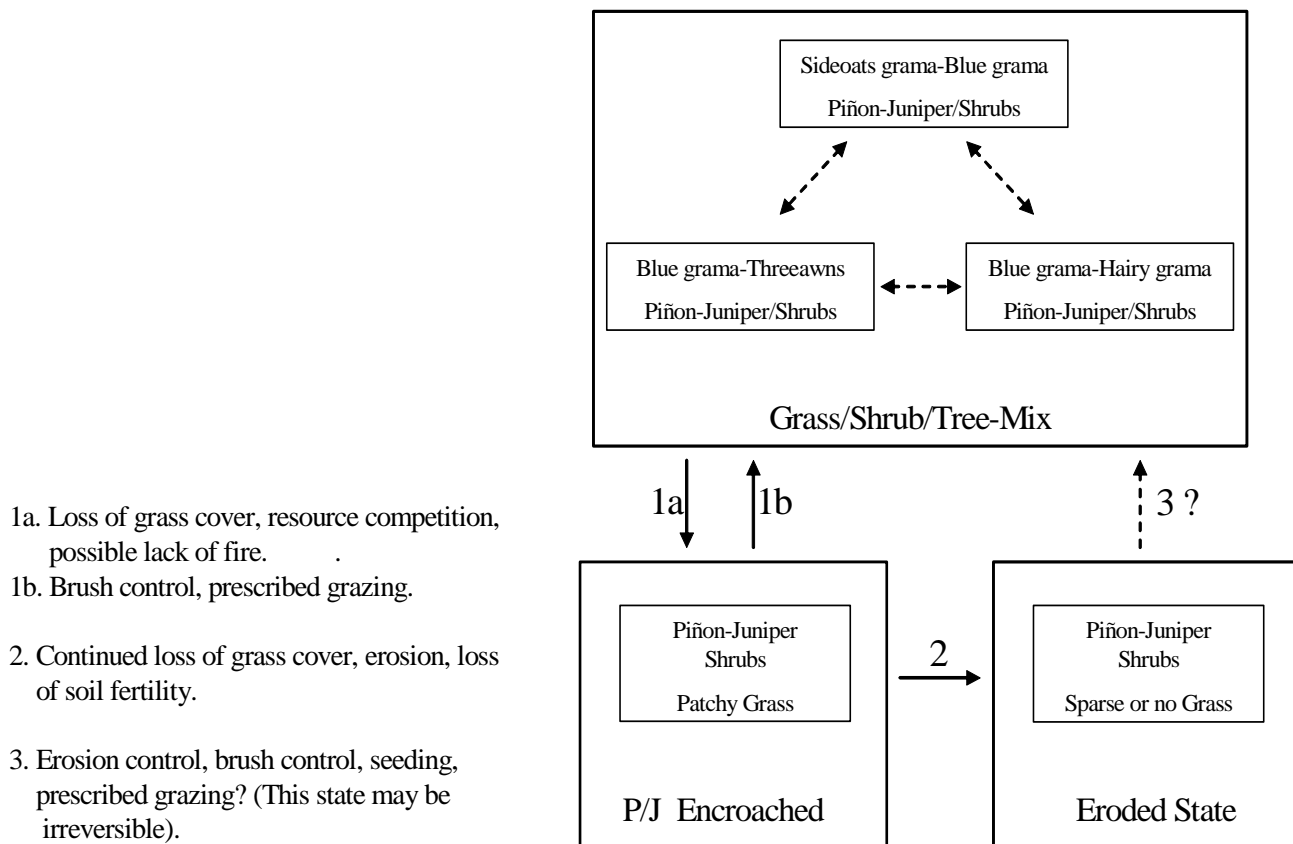 Sideoats grama-Blue grama
Piñon-Juniper/Shrubs
Blue grama-Threeawns
Piñon-Juniper/Shrubs
Blue grama-Hairy grama
Piñon-Juniper/Shrubs
Grass/Shrub/Tree-Mix
1a
1b
3 ?
1a. Loss of grass cover, resource competition,
possible lack of fire. .
1b. Brush control, prescribed grazing.
2. Continued loss of grass cover, erosion, loss
of soil fertility.
3. Erosion control, brush control, seeding,
prescribed grazing? (This state may be
irreversible).
Piñon-Juniper
Shrubs
Patchy Grass
P/J Encroached
2
Piñon-Juniper
Shrubs
Sparse or no Grass
Eroded State